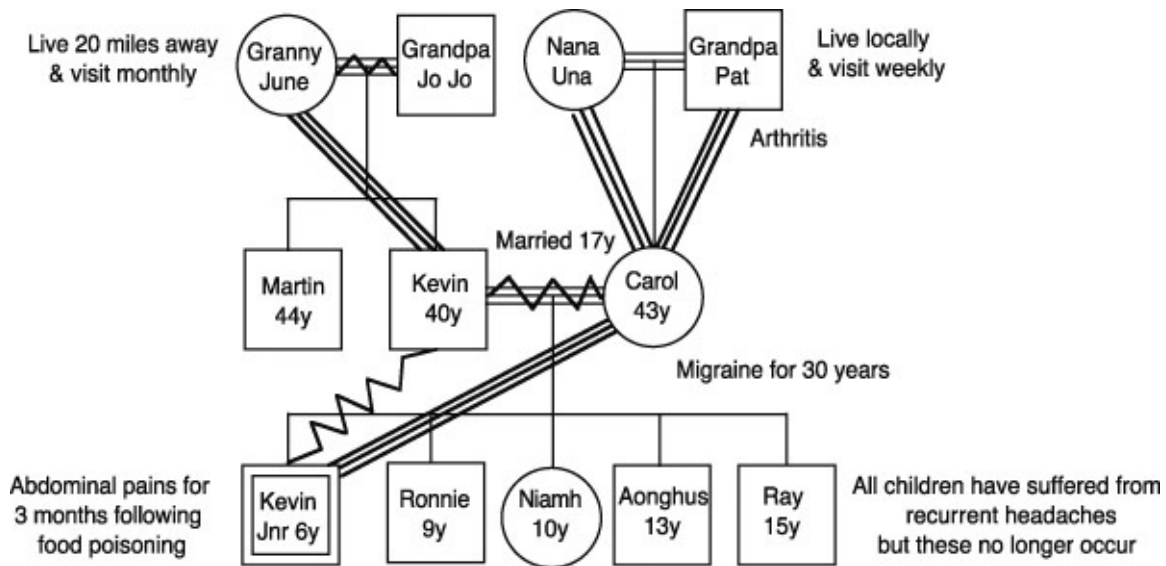 Live 20 miles away
& visit monthly
Granny
June
Grandpa
Jo Jo
Nana
Una
Grandpa
Pat
Live locally
& visit weekly
Arthritis
Married 17y
Martin
44y
Kevin
40y
Carol
43y
Migraine for 30 years
Abdominal pains for
3 months following
food poisoning
Kevin
Jnr 6y
Ronnie
9y
Niamh
10y
Aonghus
13y
Ray
15y
All children have suffered from
recurrent headaches
but these no longer occur